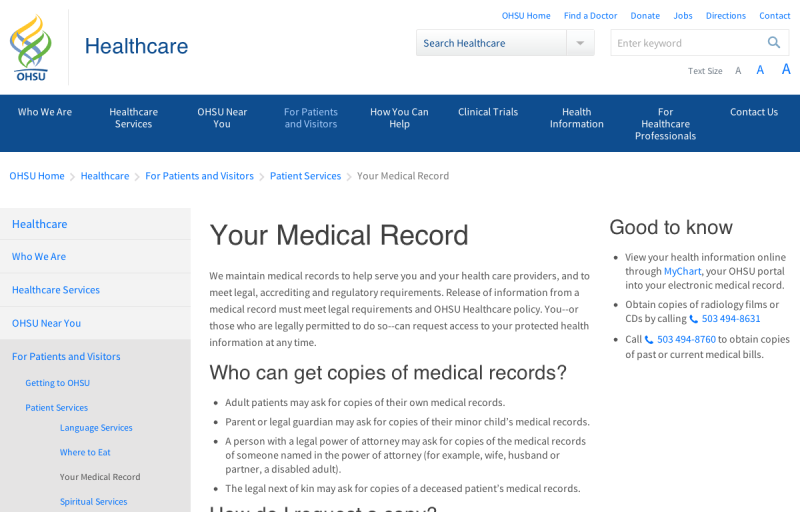 OHSU Home Find a Doctor Donate Jobs Directions Contact
OHSU
Healthcare
Search Healthcare
Enter keyword
Text Size A A A
Who We Are
Healthcare
Services
OHSU Near
You
For Patients
and Visitors
How You Can
Help
Clinical Trials
Health
Information
For
Healthcare
Professionals
Contact Us
OHSU Home > Healthcare > For Patients and Visitors > Patient Services > Your Medical Record
Healthcare
Who We Are
Healthcare Services
OHSU Near You
For Patients and Visitors
Getting to OHSU
Patient Services
Language Services
Where to Eat
Your Medical Record
Spiritual Services
Your Medical Record
We maintain medical records to help serve you and your health care providers, and to
meet legal, accrediting and regulatory requirements. Release of information from a
medical record must meet legal requirements and OHSU Healthcare policy. You--or
those who are legally permitted to do so--can request access to your protected health
information at any time.
Who can get copies of medical records?
• Adult patients may ask for copies of their own medical records.
• Parent or legal guardian may ask for copies of their minor child's medical records.
• A person with a legal power of attorney may ask for copies of the medical records
of someone named in the power of attorney (for example, wife, husband or
partner, a disabled adult).
• The legal next of kin may ask for copies of a deceased patient's medical records.
How do I request a copy?
Good to know
• View your health information online
through MyChart, your OHSU portal
into your electronic medical record.
• Obtain copies of radiology films or
CDs by calling 503 494-8631
• Call 503 494-8760 to obtain copies
of past or current medical bills.